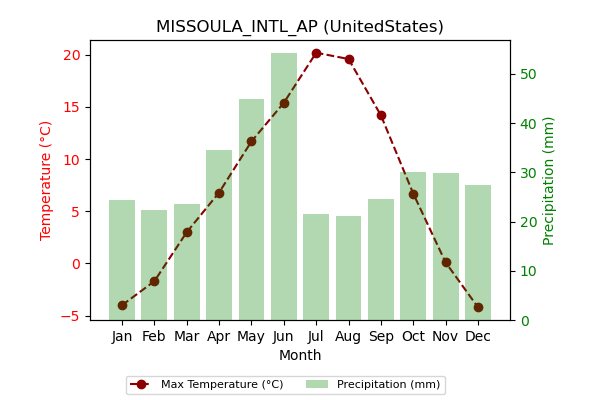 MISSOULA_INTL_AP (UnitedStates)
20
15
10
5
0
−5
Temperature (°C)
50
40
30
20
10
0
Precipitation (mm)
Jan Feb Mar Apr May Jun Jul Aug Sep Oct Nov Dec
Month
Max Temperature (°C) Precipitation (mm)